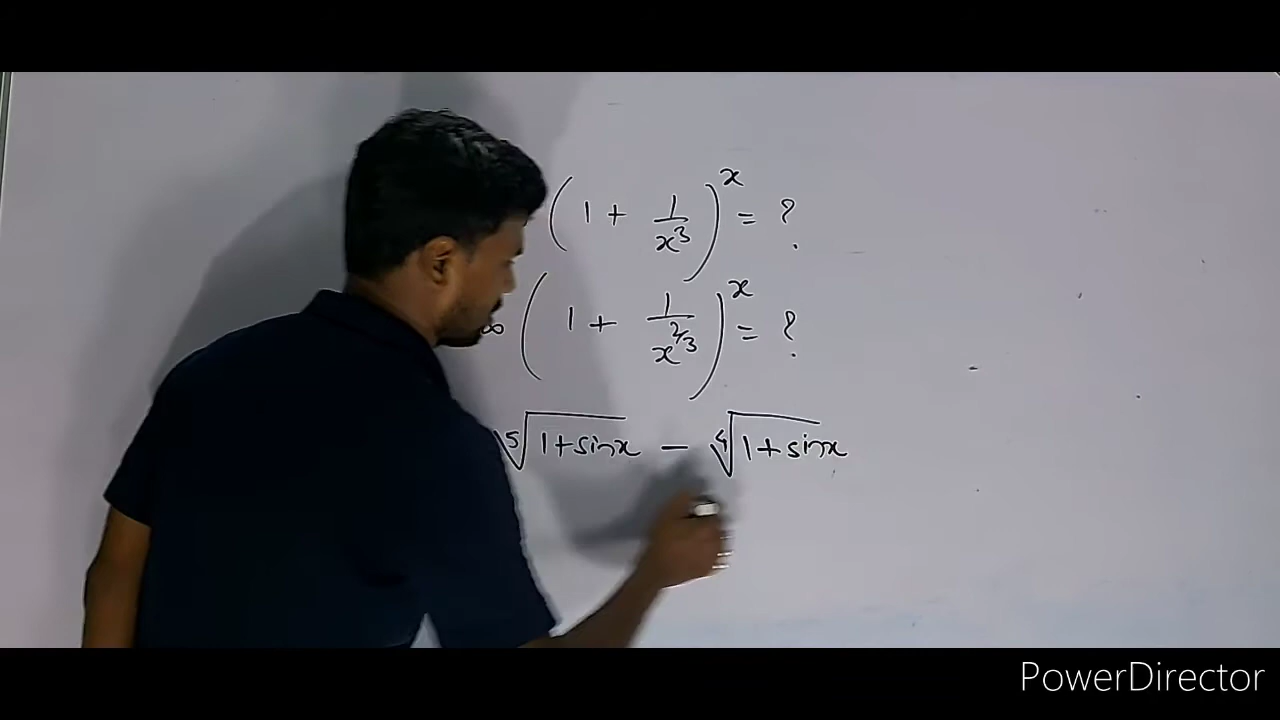 (1 + 1/x³)^x = ?
∞ (1 + 1/x^(2/3))^x = ?
⁵√(1+sinx) − ⁴√(1+sinx)
PowerDirector